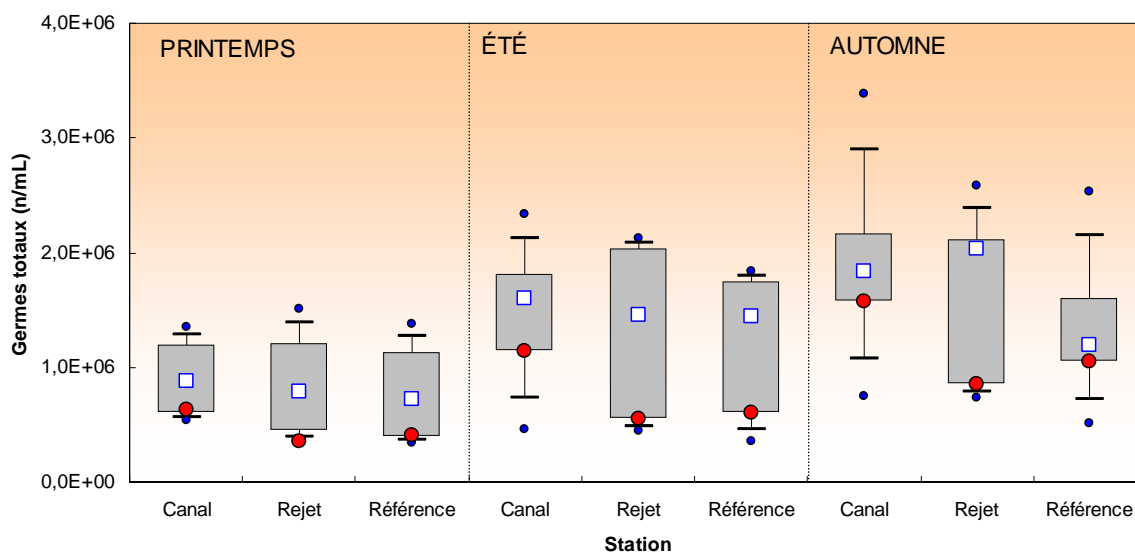 4,0E+06
PRINTEMPS ÉTÉ AUTOMNE
3,0E+06
2,0E+06
1,0E+06
0,0E+00
Germes totaux (n/mL)
Canal Rejet Référence Canal Rejet Référence Canal Rejet Référence
Station